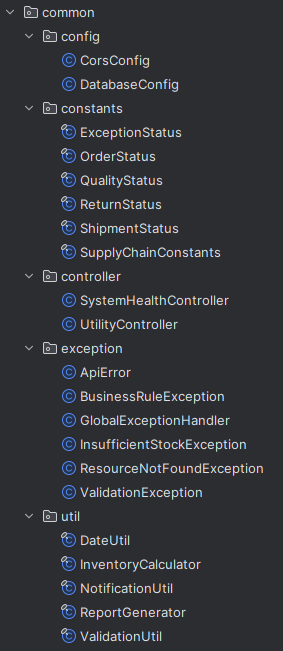 common
config
CorsConfig
DatabaseConfig
constants
ExceptionStatus
OrderStatus
QualityStatus
ReturnStatus
ShipmentStatus
SupplyChainConstants
controller
SystemHealthController
UtilityController
exception
ApiError
BusinessRuleException
GlobalExceptionHandler
InsufficientStockException
ResourceNotFoundException
ValidationException
util
DateUtil
InventoryCalculator
NotificationUtil
ReportGenerator
ValidationUtil